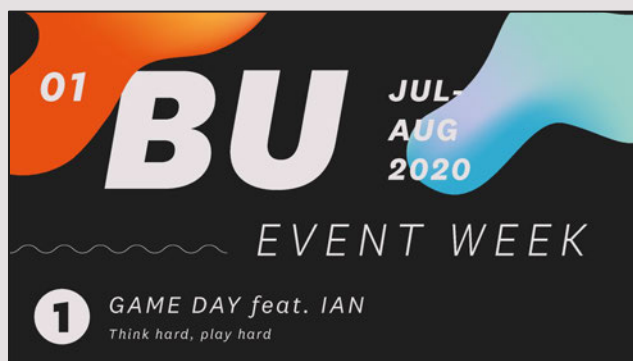 01
BU
JUL-
AUG
2020
EVENT WEEK
1
GAME DAY feat. IAN
Think hard, play hard